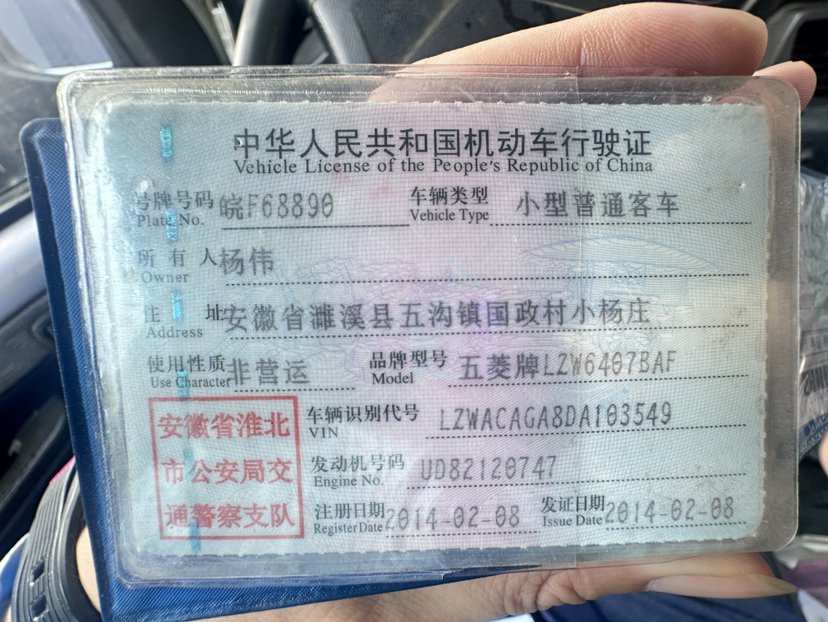 中华人民共和国机动车行驶证
Vehicle License of the People's Republic of China
号牌号码 皖F68890 车辆类型 小型普通客车
Plate No. Vehicle Type
所有人 杨伟
Owner
住址 安徽省濉溪县五沟镇国政村小杨庄
Address
使用性质 非营运 品牌型号 五菱牌LZW6407BAF
Use Character Model
安徽省淮北
市公安局交
通警察支队
车辆识别代号 LZWACAGA8DA103549
VIN
发动机号码 UD82120747
Engine No.
注册日期 2014-02-08 发证日期 2014-02-08
Register Date Issue Date